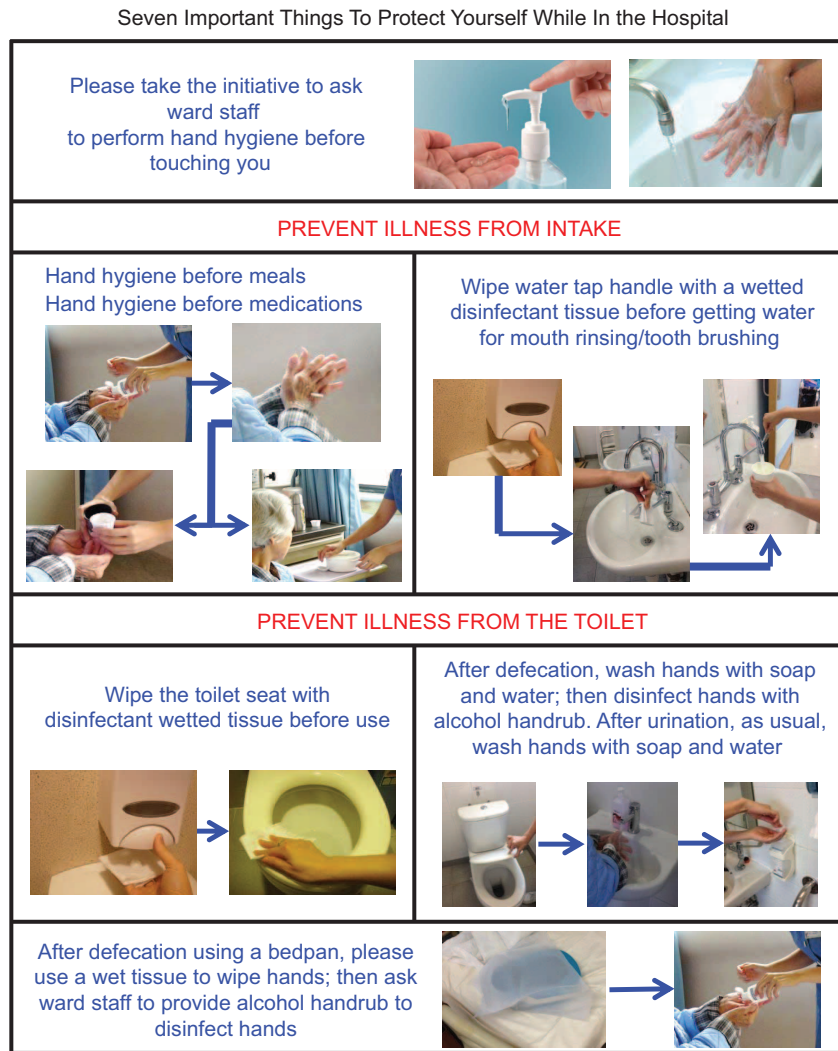 Seven Important Things To Protect Yourself While In the Hospital
Please take the initiative to ask
ward staff
to perform hand hygiene before
touching you
PREVENT ILLNESS FROM INTAKE
Hand hygiene before meals
Hand hygiene before medications
Wipe water tap handle with a wetted
disinfectant tissue before getting water
for mouth rinsing/tooth brushing
PREVENT ILLNESS FROM THE TOILET
Wipe the toilet seat with
disinfectant wetted tissue before use
After defecation, wash hands with soap
and water; then disinfect hands with
alcohol handrub. After urination, as usual,
wash hands with soap and water
After defecation using a bedpan, please
use a wet tissue to wipe hands; then ask
ward staff to provide alcohol handrub to
disinfect hands